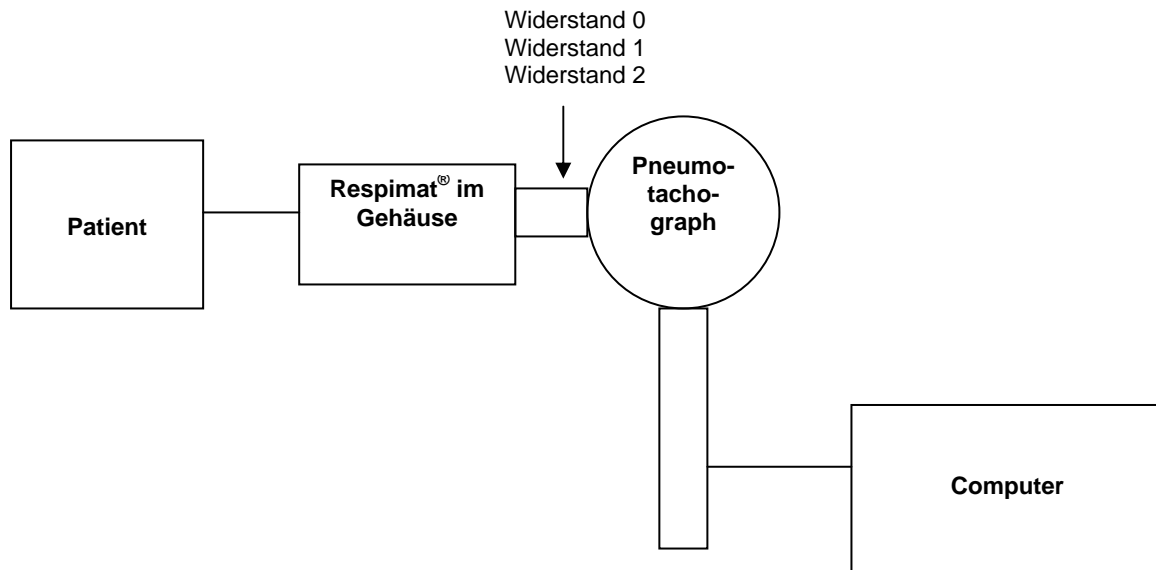 Widerstand 0
Widerstand 1
Widerstand 2
Patient
Respimat® im
Gehäuse
Pneumo-
tacho-
graph
Computer